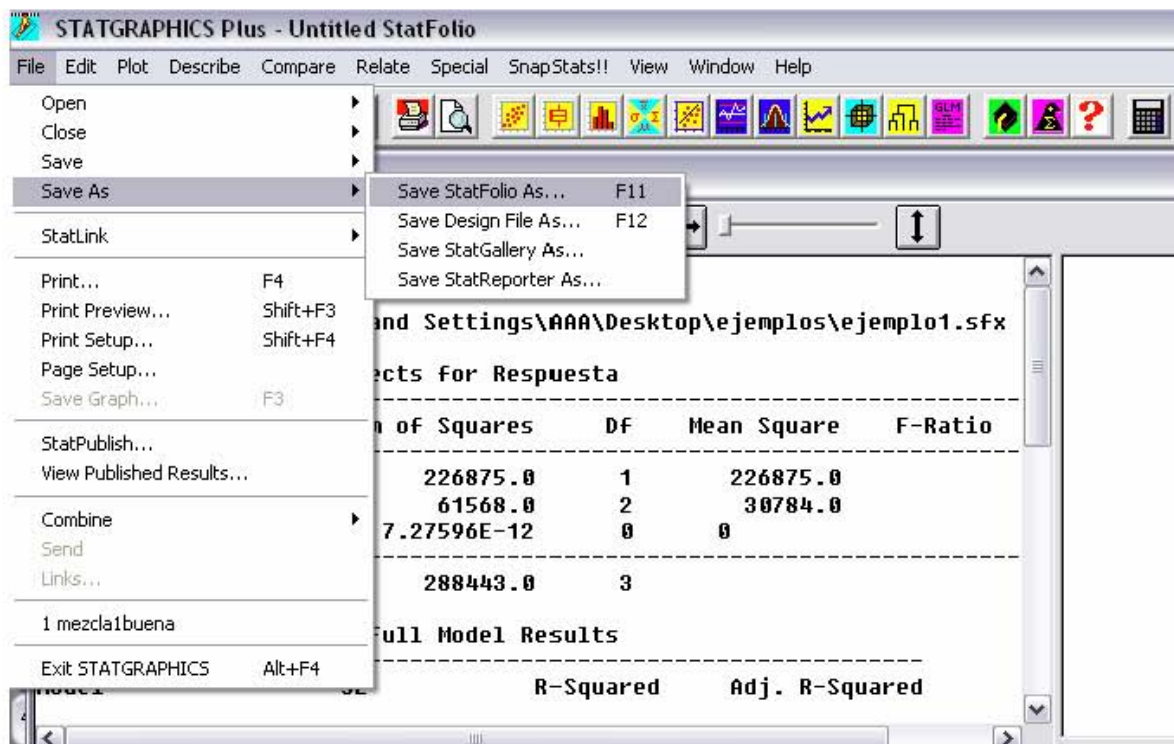 STATGRAPHICS Plus - Untitled StatFolio
File Edit Plot Describe Compare Relate Special SnapStats!! View Window Help
Open
Close
Save
Save As
StatLink
Print... F4
Print Preview... Shift+F3
Print Setup... Shift+F4
Page Setup...
Save Graph... F3
StatPublish...
View Published Results...
Combine
Send
Links...
1 mezcla1buena
Exit STATGRAPHICS Alt+F4
Save StatFolio As... F11
Save Design File As... F12
Save StatGallery As...
Save StatReporter As...
GLM
and Settings\AAA\Desktop\ejemplos\ejemplo1.sfx
ects for Respuesta
of Squares Df Mean Square F-Ratio
226875.0 1 226875.0
61568.0 2 30784.0
7.27596E-12 0 0
288443.0 3
Full Model Results
R-Squared Adj. R-Squared